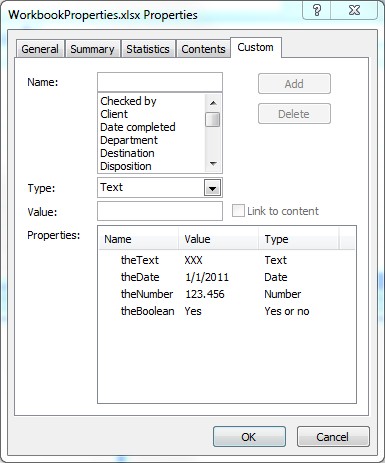 WorkbookProperties.xlsx Properties
General Summary Statistics Contents Custom
Name:
Add
Checked by
Client
Date completed
Department
Destination
Disposition
Delete
Type: Text
Value:
Link to content
Properties:
Name Value Type
theText XXX Text
theDate 1/1/2011 Date
theNumber 123.456 Number
theBoolean Yes Yes or no
OK Cancel